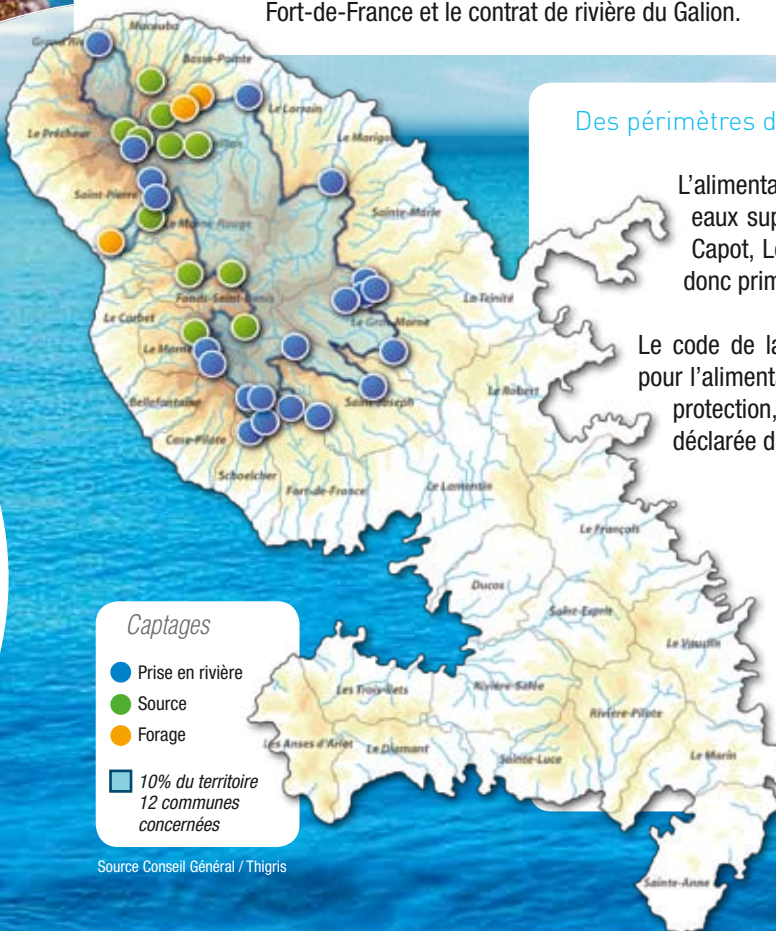 Fort-de-France et le contrat de rivière du Galion.
Des périmètres d
L’alimenta
eaux sup
Capot, L
donc prim
Le code de la
pour l’aliment
protection,
déclarée d
Macouba
Grand Riv
Basse-Pointe
Le Lorrain
Le Prêcheur
Le Marigo
Saint-Pierre
Sainte-Marie
Le Morne Rouge
La Trinité
Fonds-Saint-Denis
Le Carbet
Le Gros-Morne
Le Morne
Le Robert
Bellefontaine
Saint-Joseph
Case-Pilote
Schoelcher
Fort-de-France
Le Lamentin
Le François
Ducos
Saint-Esprit
Le Vauclin
Les Trois-Ilets
Rivière-Salée
Rivière-Pilote
Les Anses d'Arlet
Le Diamant
Sainte-Luce
Le Marin
Sainte-Anne
Captages
Prise en rivière
Source
Forage
10% du territoire
12 communes
concernées
Source Conseil Général / Thigris